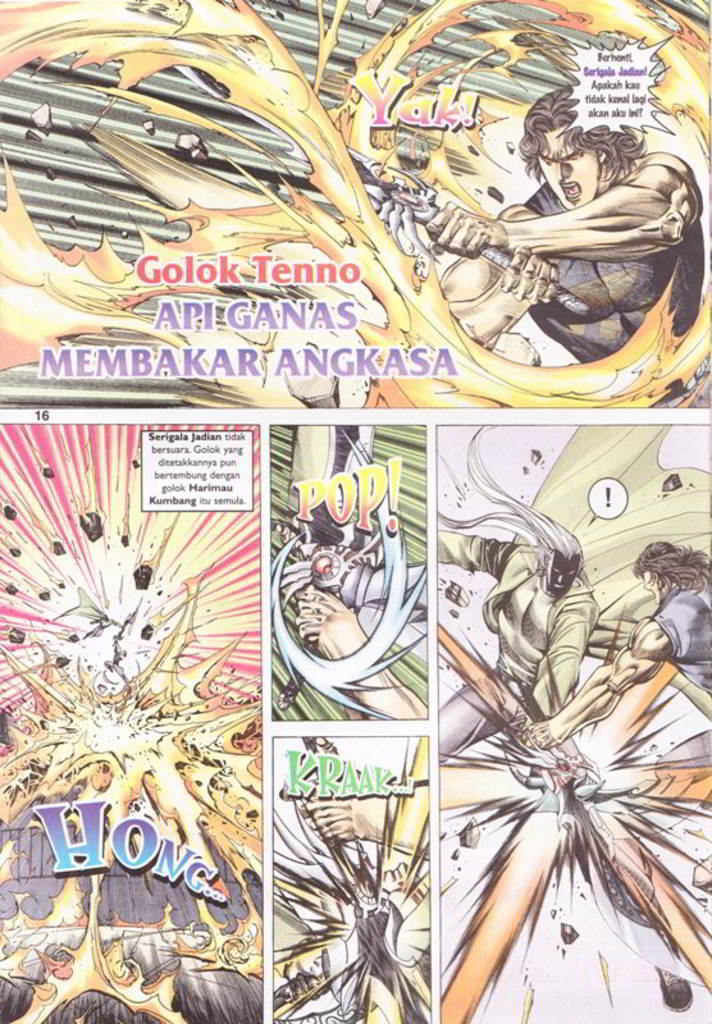 Berhenti,
Serigala Jadian!
Apakah kau
tidak kenal lagi
akan aku ini?
Yak!
Golok Tenno
API GANAS
MEMBAKAR ANGKASA
16
Serigala Jadian tidak
bersuara. Golok yang
ditetakkannya pun
bertembung dengan
golok Harimau
Kumbang itu semula.
HONG...
POP!
KRAAK...!
!